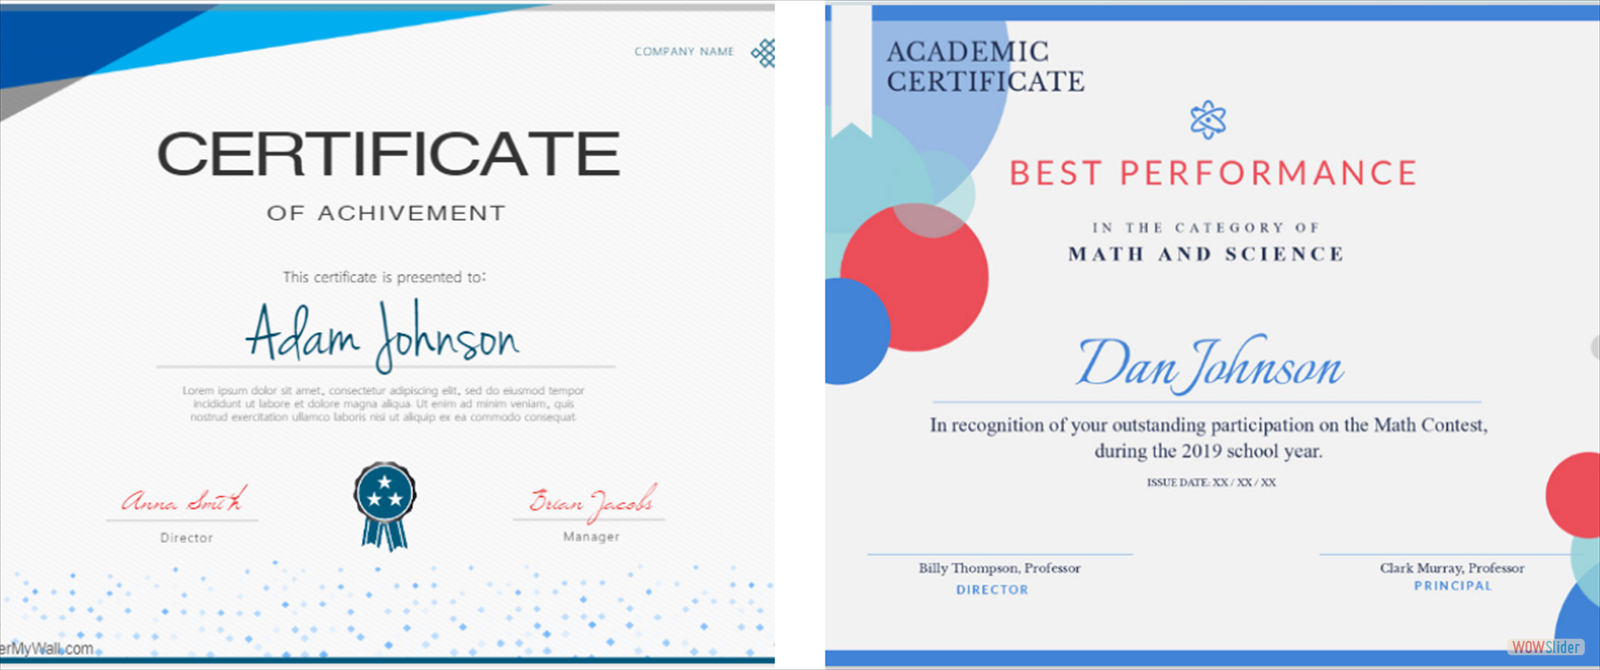 COMPANY NAME
CERTIFICATE
OF ACHIVEMENT
This certificate is presented to:
Adam Johnson
Lorem ipsum dolor sit amet, consectetur adipiscing elit, sed do eiusmod tempor
incididunt ut labore et dolore magna aliqua. Ut enim ad minim veniam, quis
nostrud exercitation ullamco laboris nisi ut aliquip ex ea commodo consequat.
Anna Smith
Director
Brian Jacobs
Manager
erMyWall.com
ACADEMIC
CERTIFICATE
BEST PERFORMANCE
IN THE CATEGORY OF
MATH AND SCIENCE
Dan Johnson
In recognition of your outstanding participation on the Math Contest,
during the 2019 school year.
ISSUE DATE: XX / XX / XX
Billy Thompson, Professor
DIRECTOR
Clark Murray, Professor
PRINCIPAL
WOWSlider